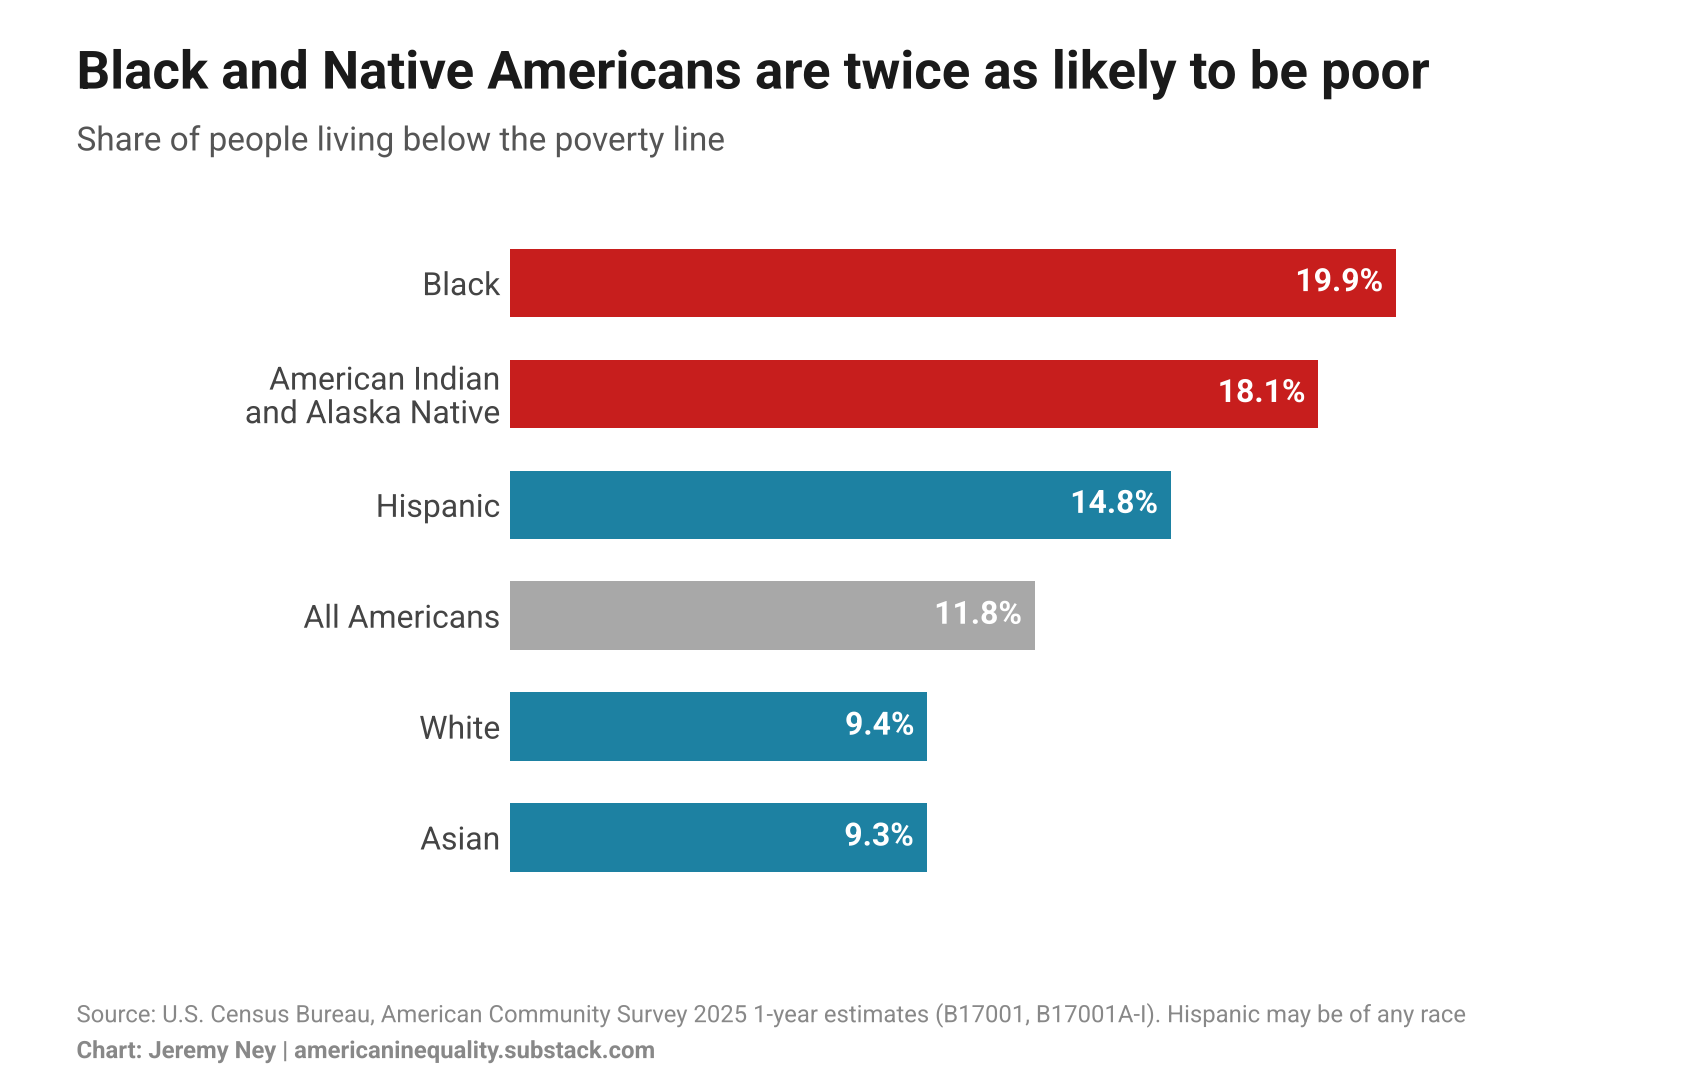 Black and Native Americans are twice as likely to be poor
Share of people living below the poverty line
Black
19.9%
American Indian
and Alaska Native
18.1%
Hispanic
14.8%
All Americans
11.8%
White
9.4%
Asian
9.3%
Source: U.S. Census Bureau, American Community Survey 2025 1-year estimates (B17001, B17001A-I). Hispanic may be of any race
Chart: Jeremy Ney | americaninequality.substack.com